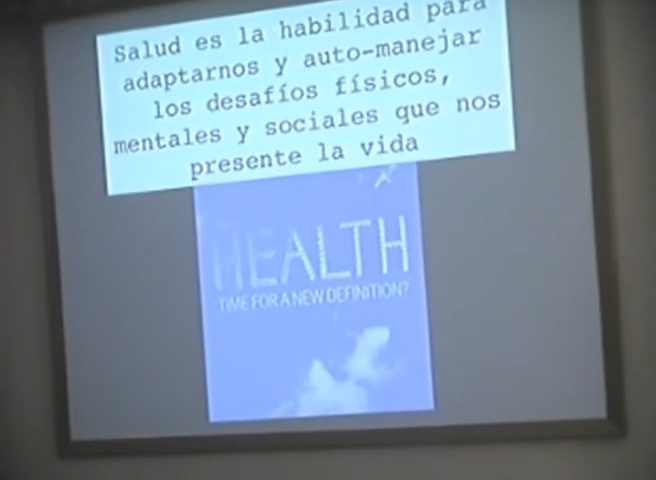 Salud es la habilidad para
adaptarnos y auto-manejar
los desafíos físicos,
mentales y sociales que nos
presente la vida
HEALTH
TIME FOR A NEW DEFINITION?